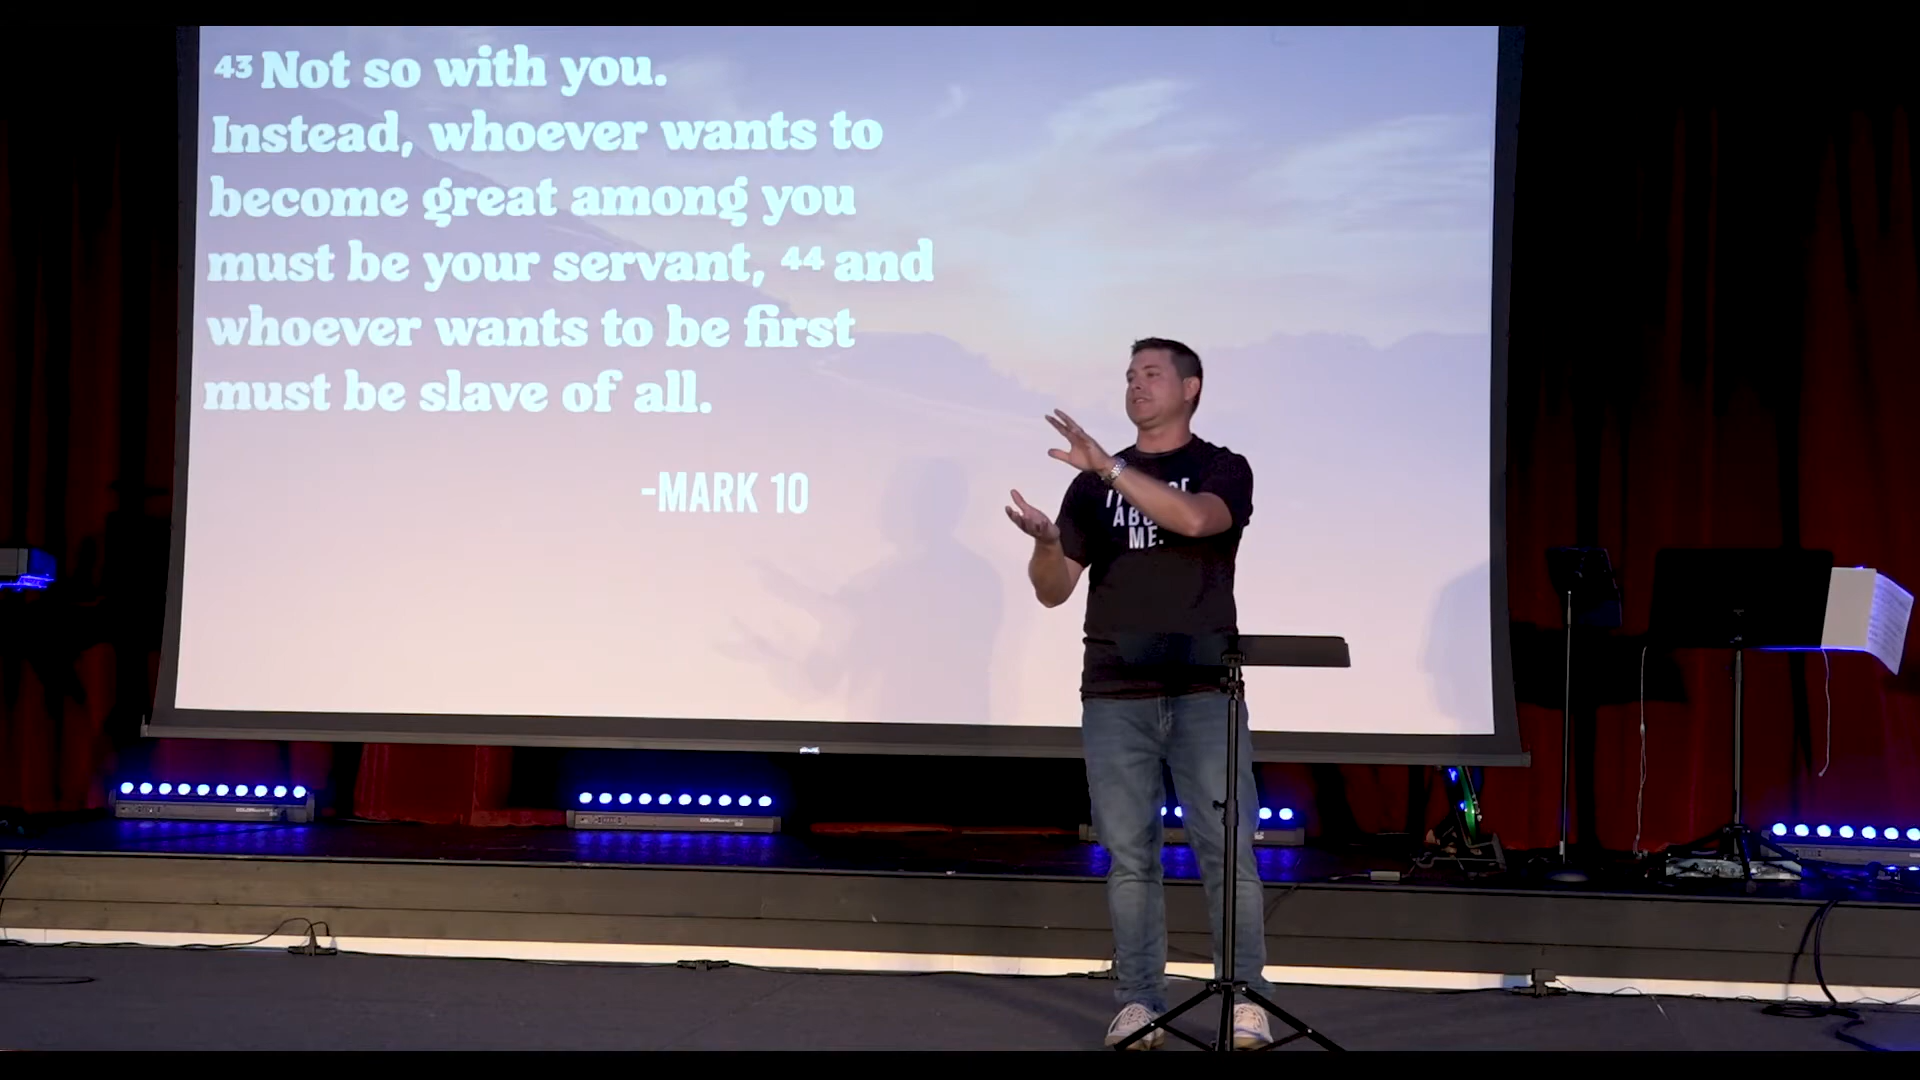 43 Not so with you.
Instead, whoever wants to
become great among you
must be your servant, 44 and
whoever wants to be first
must be slave of all.
-MARK 10
ME.